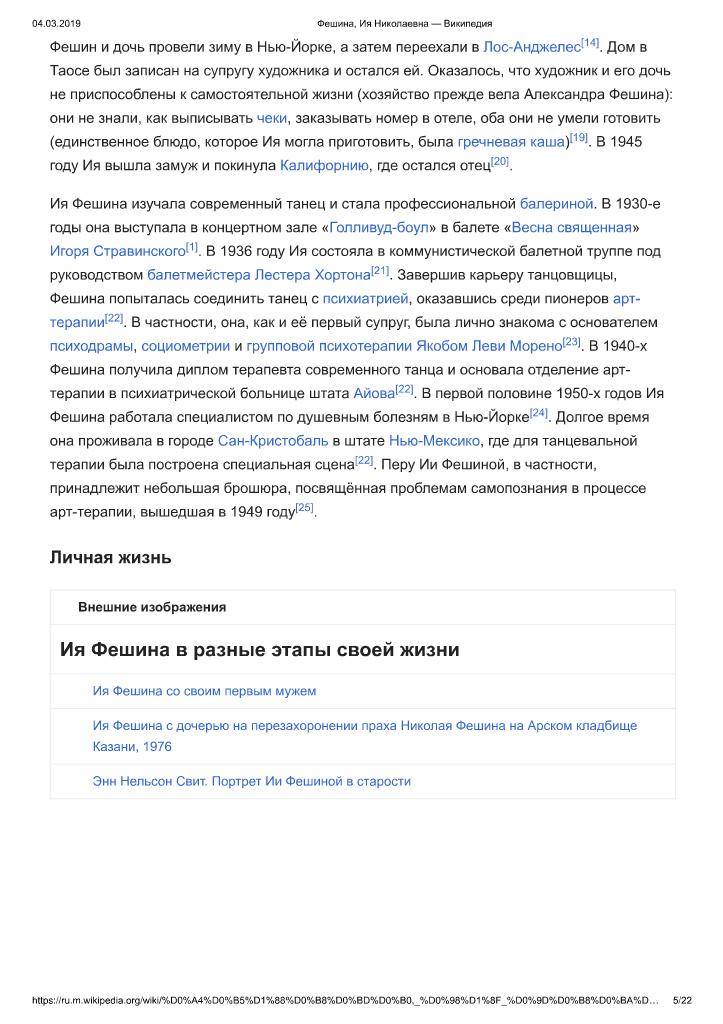 04.03.2019 Фешина, Ия Николаевна — Википедия
Фешин и дочь провели зиму в Нью-Йорке, а затем переехали в Лос-Анджелес[14]. Дом в
Таосе был записан на супругу художника и остался ей. Оказалось, что художник и его дочь
не приспособлены к самостоятельной жизни (хозяйство прежде вела Александра Фешина):
они не знали, как выписывать чеки, заказывать номер в отеле, оба они не умели готовить
(единственное блюдо, которое Ия могла приготовить, была гречневая каша)[19]. В 1945
году Ия вышла замуж и покинула Калифорнию, где остался отец[20].
Ия Фешина изучала современный танец и стала профессиональной балериной. В 1930-е
годы она выступала в концертном зале «Голливуд-боул» в балете «Весна священная»
Игоря Стравинского[1]. В 1936 году Ия состояла в коммунистической балетной труппе под
руководством балетмейстера Лестера Хортона[21]. Завершив карьеру танцовщицы,
Фешина попыталась соединить танец с психиатрией, оказавшись среди пионеров арт-
терапии[22]. В частности, она, как и её первый супруг, была лично знакома с основателем
психодрамы, социометрии и групповой психотерапии Якобом Леви Морено[23]. В 1940-х
Фешина получила диплом терапевта современного танца и основала отделение арт-
терапии в психиатрической больнице штата Айова[22]. В первой половине 1950-х годов Ия
Фешина работала специалистом по душевным болезням в Нью-Йорке[24]. Долгое время
она проживала в городе Сан-Кристобаль в штате Нью-Мексико, где для танцевальной
терапии была построена специальная сцена[22]. Перу Ии Фешиной, в частности,
принадлежит небольшая брошюра, посвящённая проблемам самопознания в процессе
арт-терапии, вышедшая в 1949 году[25].
Личная жизнь
Внешние изображения
Ия Фешина в разные этапы своей жизни
Ия Фешина со своим первым мужем
Ия Фешина с дочерью на перезахоронении праха Николая Фешина на Арском кладбище
Казани, 1976
Энн Нельсон Свит. Портрет Ии Фешиной в старости
https://ru.m.wikipedia.org/wiki/%D0%A4%D0%B5%D1%88%D0%B8%D0%BD%D0%B0,_%D0%98%D1%8F_%D0%9D%D0%B8%D0%BA%D… 5/22